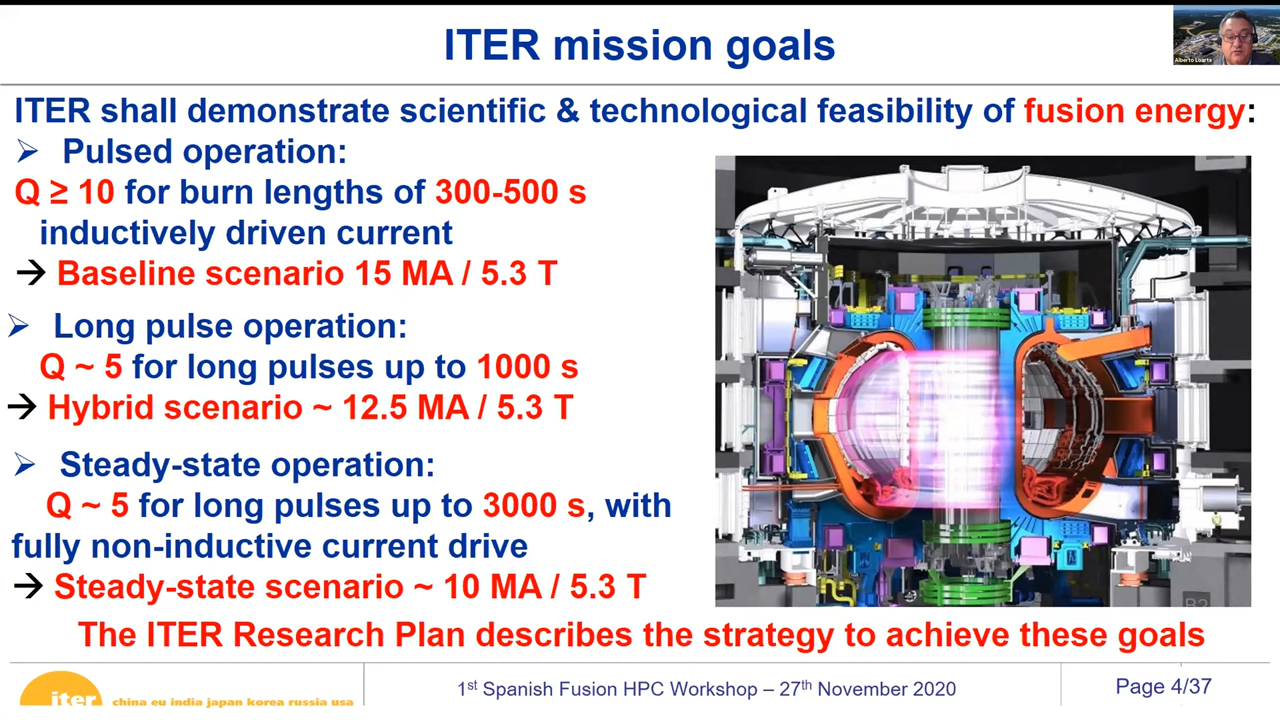 ITER mission goals
Alberto Loarte
ITER shall demonstrate scientific & technological feasibility of fusion energy:
➢ Pulsed operation:
Q ≥ 10 for burn lengths of 300-500 s
inductively driven current
→ Baseline scenario 15 MA / 5.3 T
➢ Long pulse operation:
Q ~ 5 for long pulses up to 1000 s
→ Hybrid scenario ~ 12.5 MA / 5.3 T
➢ Steady-state operation:
Q ~ 5 for long pulses up to 3000 s, with
fully non-inductive current drive
→ Steady-state scenario ~ 10 MA / 5.3 T
B2
The ITER Research Plan describes the strategy to achieve these goals
iter
china eu india japan korea russia usa
1st Spanish Fusion HPC Workshop – 27th November 2020
Page 4/37